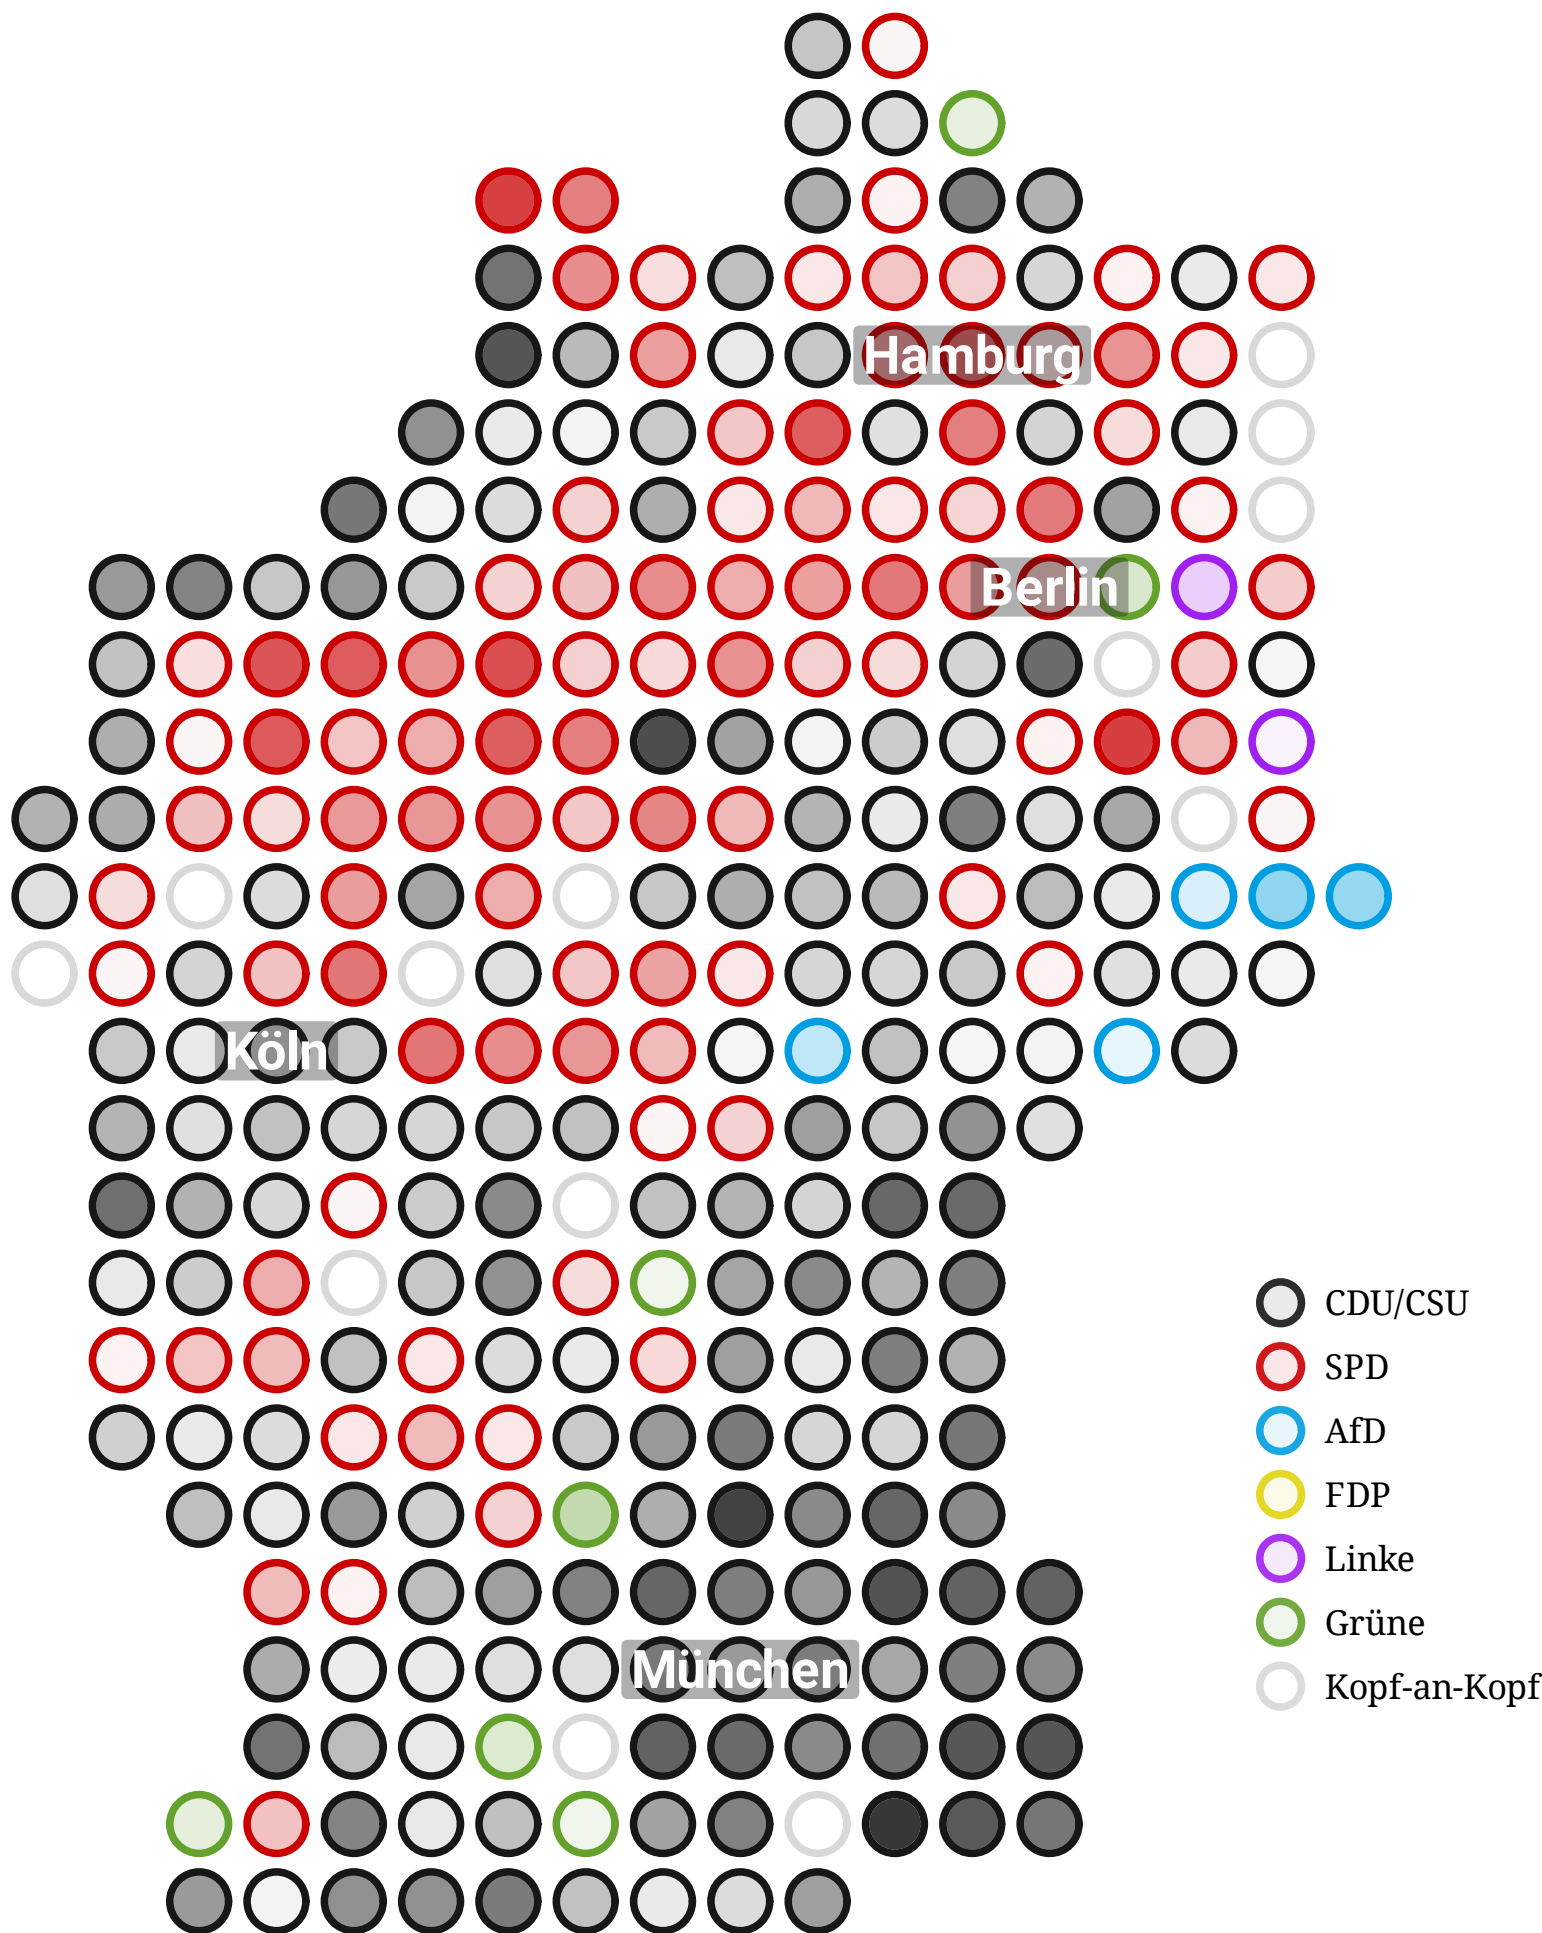 Hamburg
Berlin
Köln
München
CDU/CSU
SPD
AfD
FDP
Linke
Grüne
Kopf-an-Kopf